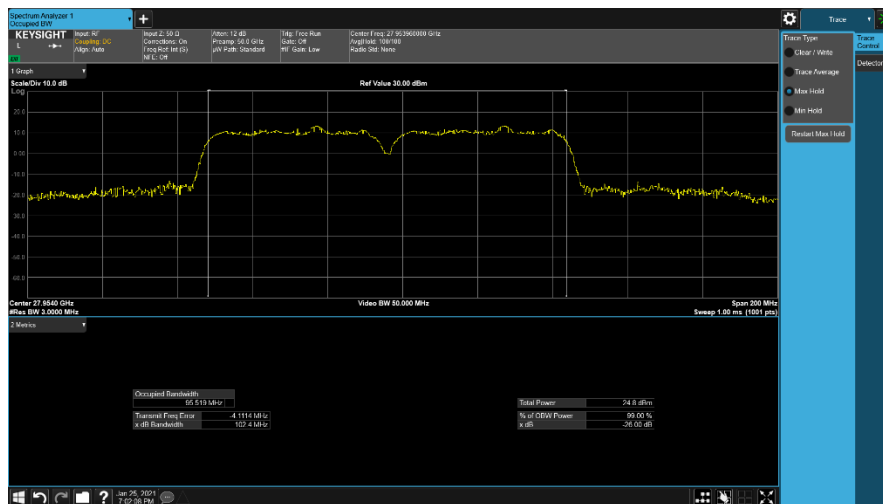 Spectrum Analyzer 1
Occupied BW
+
Trace
KEYSIGHT
L
Input: RF
Coupling: DC
Align: Auto
Input Z: 50 Ω
Corrections: On
Freq Ref: Int (S)
NFE: Off
Atten: 12 dB
Preamp: 50.0 GHz
µW Path: Standard
Trig: Free Run
Gate: Off
#IF Gain: Low
Center Freq: 27.953960000 GHz
Avg|Hold: 100/100
Radio Std: None
1 Graph
Scale/Div 10.0 dB
Ref Value 30.00 dBm
Log
20.0
10.0
0.00
-10.0
-20.0
-30.0
-40.0
-50.0
-60.0
Center 27.9540 GHz
#Res BW 3.0000 MHz
Video BW 50.000 MHz
Span 200 MHz
Sweep 1.00 ms (1001 pts)
2 Metrics
Occupied Bandwidth
95.519 MHz
Transmit Freq Error -4.1114 MHz
x dB Bandwidth 102.4 MHz
Total Power 24.8 dBm
% of OBW Power 99.00 %
x dB -26.00 dB
Trace Type
Clear / Write
Trace Average
Max Hold
Min Hold
Restart Max Hold
Trace
Control
Detector
?
Jan 25, 2021
7:02:08 PM